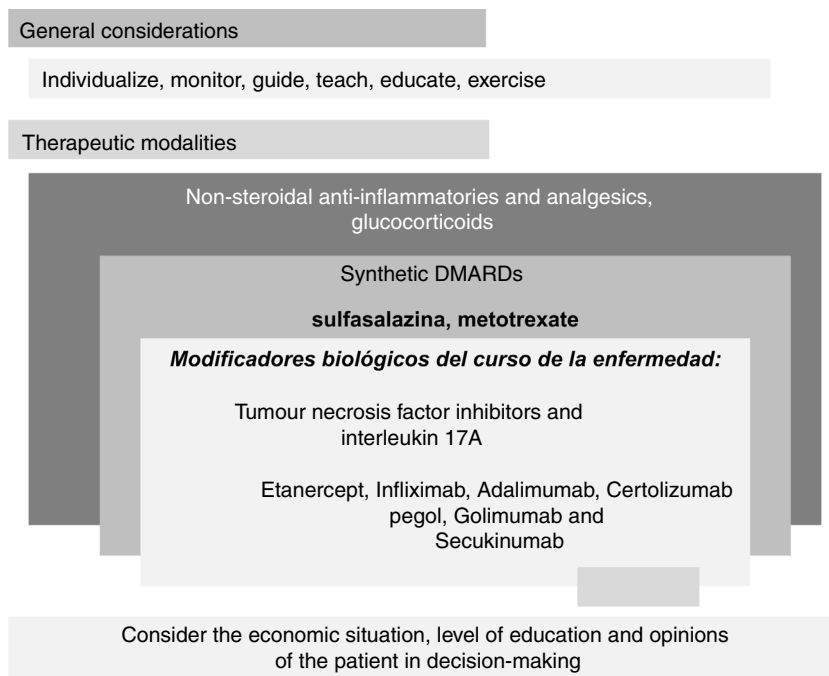 General considerations
Individualize, monitor, guide, teach, educate, exercise
Therapeutic modalities
Non-steroidal anti-inflammatories and analgesics,
glucocorticoids
Synthetic DMARDs
sulfasalazina, metotrexate
Modificadores biológicos del curso de la enfermedad:
Tumour necrosis factor inhibitors and
interleukin 17A
Etanercept, Infliximab, Adalimumab, Certolizumab
pegol, Golimumab and
Secukinumab
Consider the economic situation, level of education and opinions
of the patient in decision-making